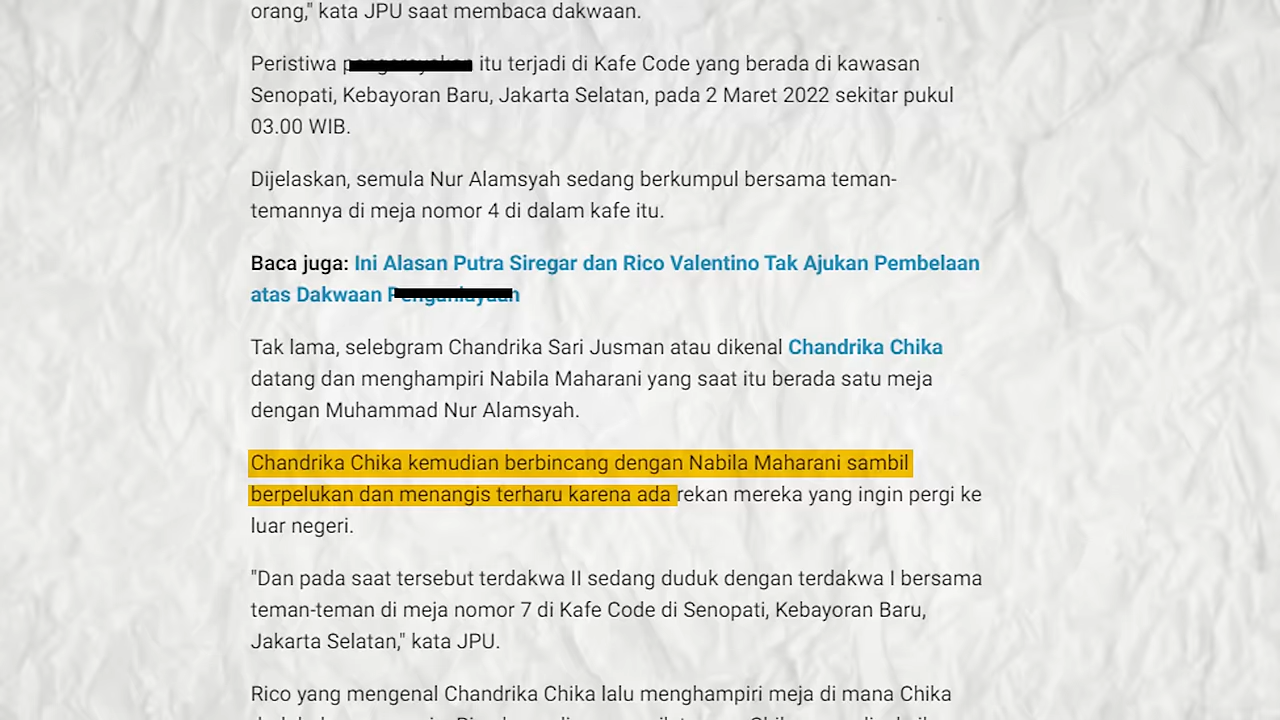 orang," kata JPU saat membaca dakwaan.
Peristiwa itu terjadi di Kafe Code yang berada di kawasan
Senopati, Kebayoran Baru, Jakarta Selatan, pada 2 Maret 2022 sekitar pukul
03.00 WIB.
Dijelaskan, semula Nur Alamsyah sedang berkumpul bersama teman-
temannya di meja nomor 4 di dalam kafe itu.
Baca juga: Ini Alasan Putra Siregar dan Rico Valentino Tak Ajukan Pembelaan
atas Dakwaan
Tak lama, selebgram Chandrika Sari Jusman atau dikenal Chandrika Chika
datang dan menghampiri Nabila Maharani yang saat itu berada satu meja
dengan Muhammad Nur Alamsyah.
Chandrika Chika kemudian berbincang dengan Nabila Maharani sambil
berpelukan dan menangis terharu karena ada rekan mereka yang ingin pergi ke
luar negeri.
"Dan pada saat tersebut terdakwa II sedang duduk dengan terdakwa I bersama
teman-teman di meja nomor 7 di Kafe Code di Senopati, Kebayoran Baru,
Jakarta Selatan," kata JPU.
Rico yang mengenal Chandrika Chika lalu menghampiri meja di mana Chika